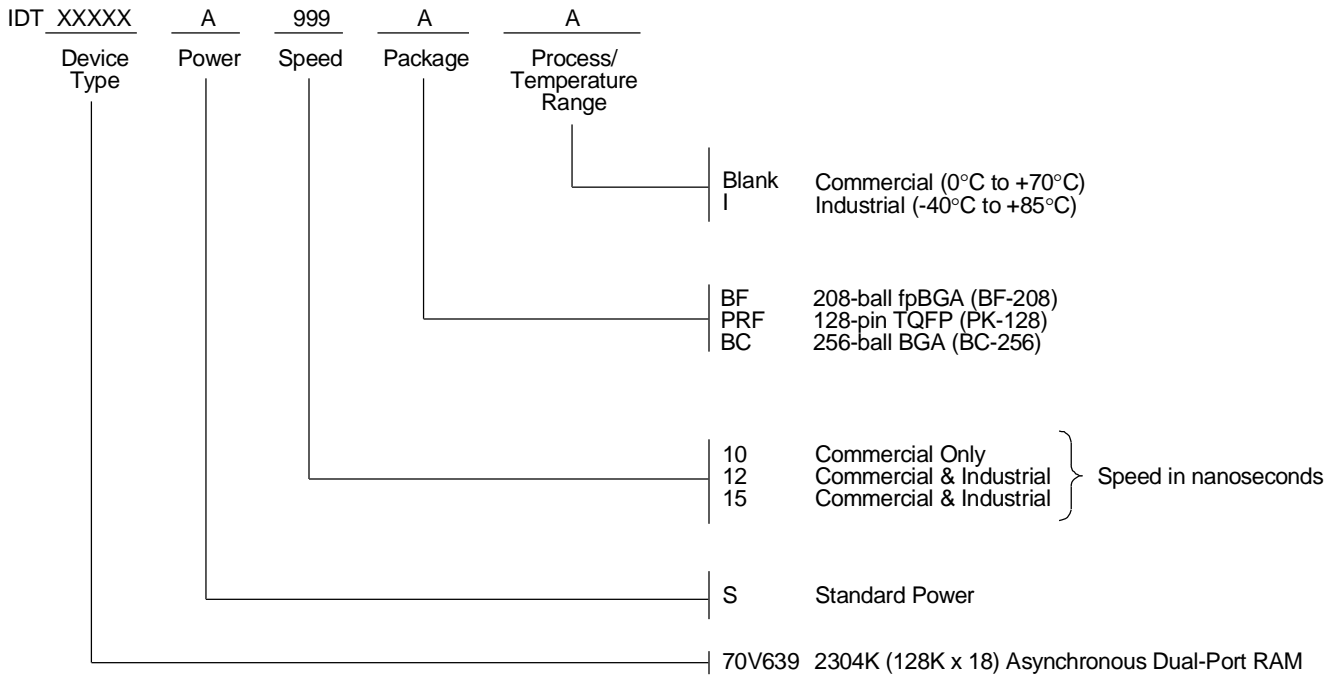 IDT XXXXX A 999 A A
Device Type Power Speed Package Process/ Temperature Range
Blank Commercial (0°C to +70°C)
I Industrial (-40°C to +85°C)
BF 208-ball fpBGA (BF-208)
PRF 128-pin TQFP (PK-128)
BC 256-ball BGA (BC-256)
10 Commercial Only
12 Commercial & Industrial Speed in nanoseconds
15 Commercial & Industrial
S Standard Power
70V639 2304K (128K x 18) Asynchronous Dual-Port RAM